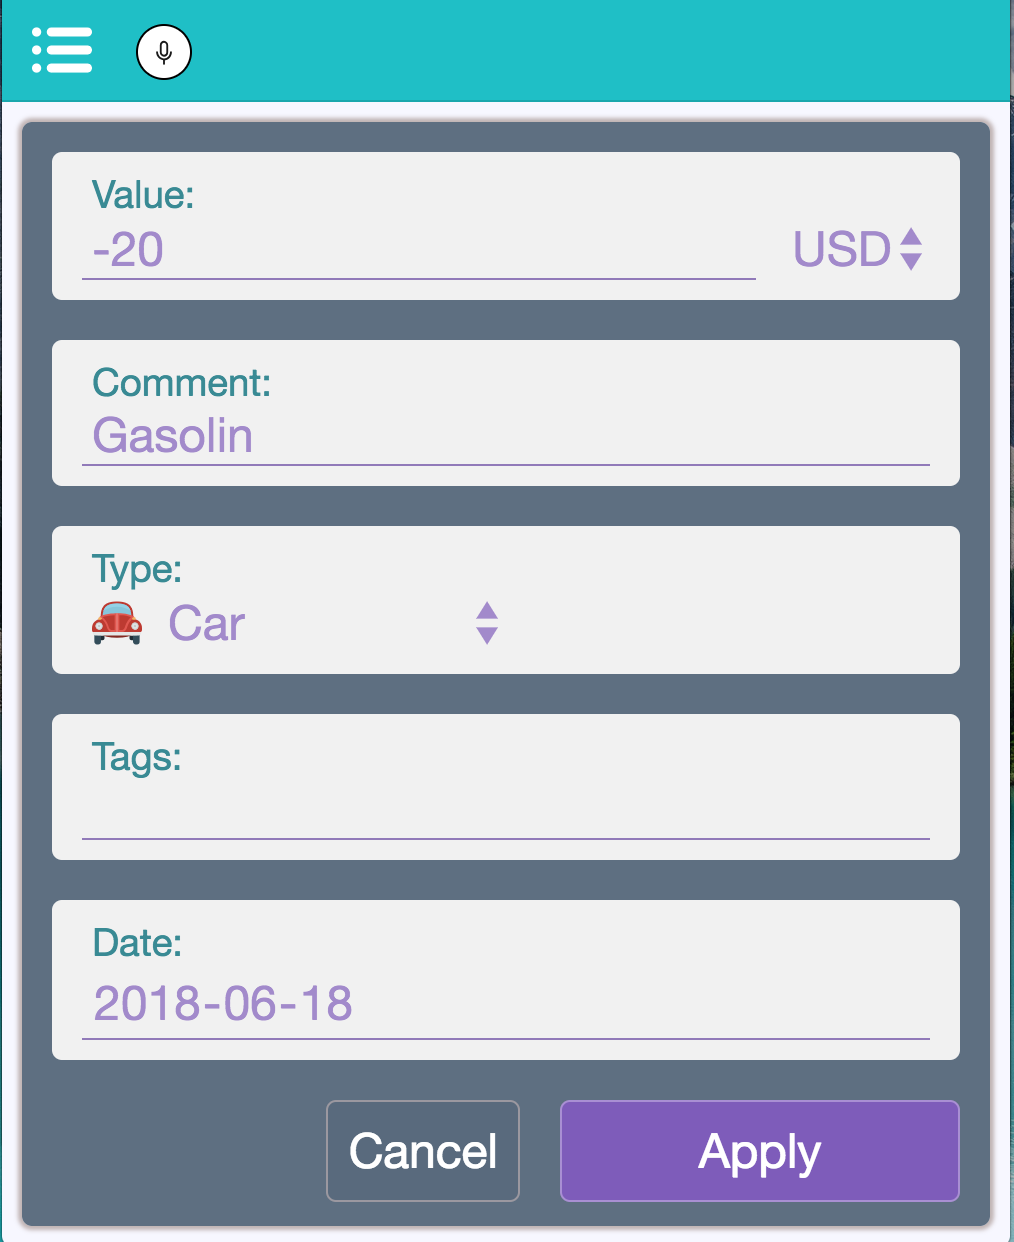 Value:
-20 USD
Comment:
Gasolin
Type:
Car
Tags:
Date:
2018-06-18
Cancel Apply